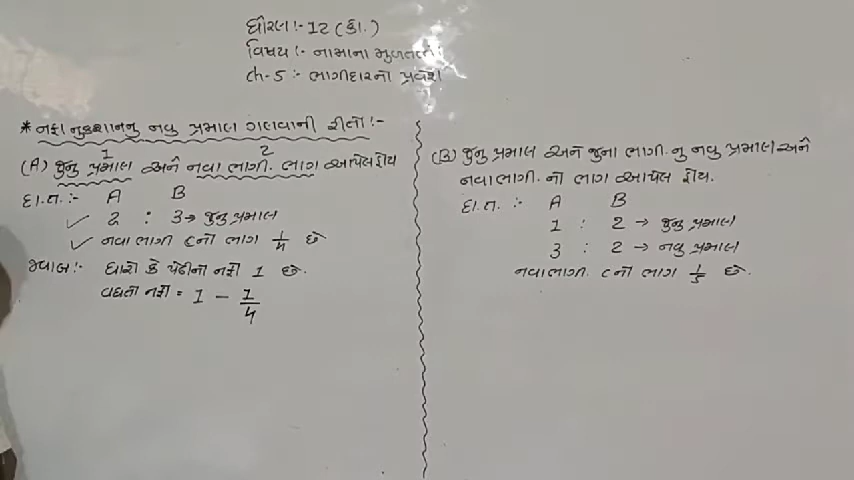 ધોરણ :- 12 (કો.)
વિષય :- નામાના મૂળતત્વો
ch-5 :- ભાગીદારનો પ્રવેશ
* નફા નુકશાનનુ નવુ પ્રમાણ ગણવાની રીતો :-
1 2
(A) જુનુ પ્રમાણ અને નવા ભાગી. ભાગ આપેલ હોય
દા.ત. :- A B
✓ 2 : 3 → જુનુ પ્રમાણ
✓ નવા ભાગી C નો ભાગ 1/4 છે
જવાબ :- ધારો કે પેઢીનો નફો 1 છે.
વધતો નફો = 1 - 1/4
(B) જુનુ પ્રમાણ અને જુના ભાગી. નુ નવુ પ્રમાણ અને
નવા ભાગી. નો ભાગ આપેલ હોય.
દા.ત. :- A B
1 : 2 → જુનુ પ્રમાણ
3 : 2 → નવુ પ્રમાણ
નવા ભાગી. C નો ભાગ 1/5 છે.